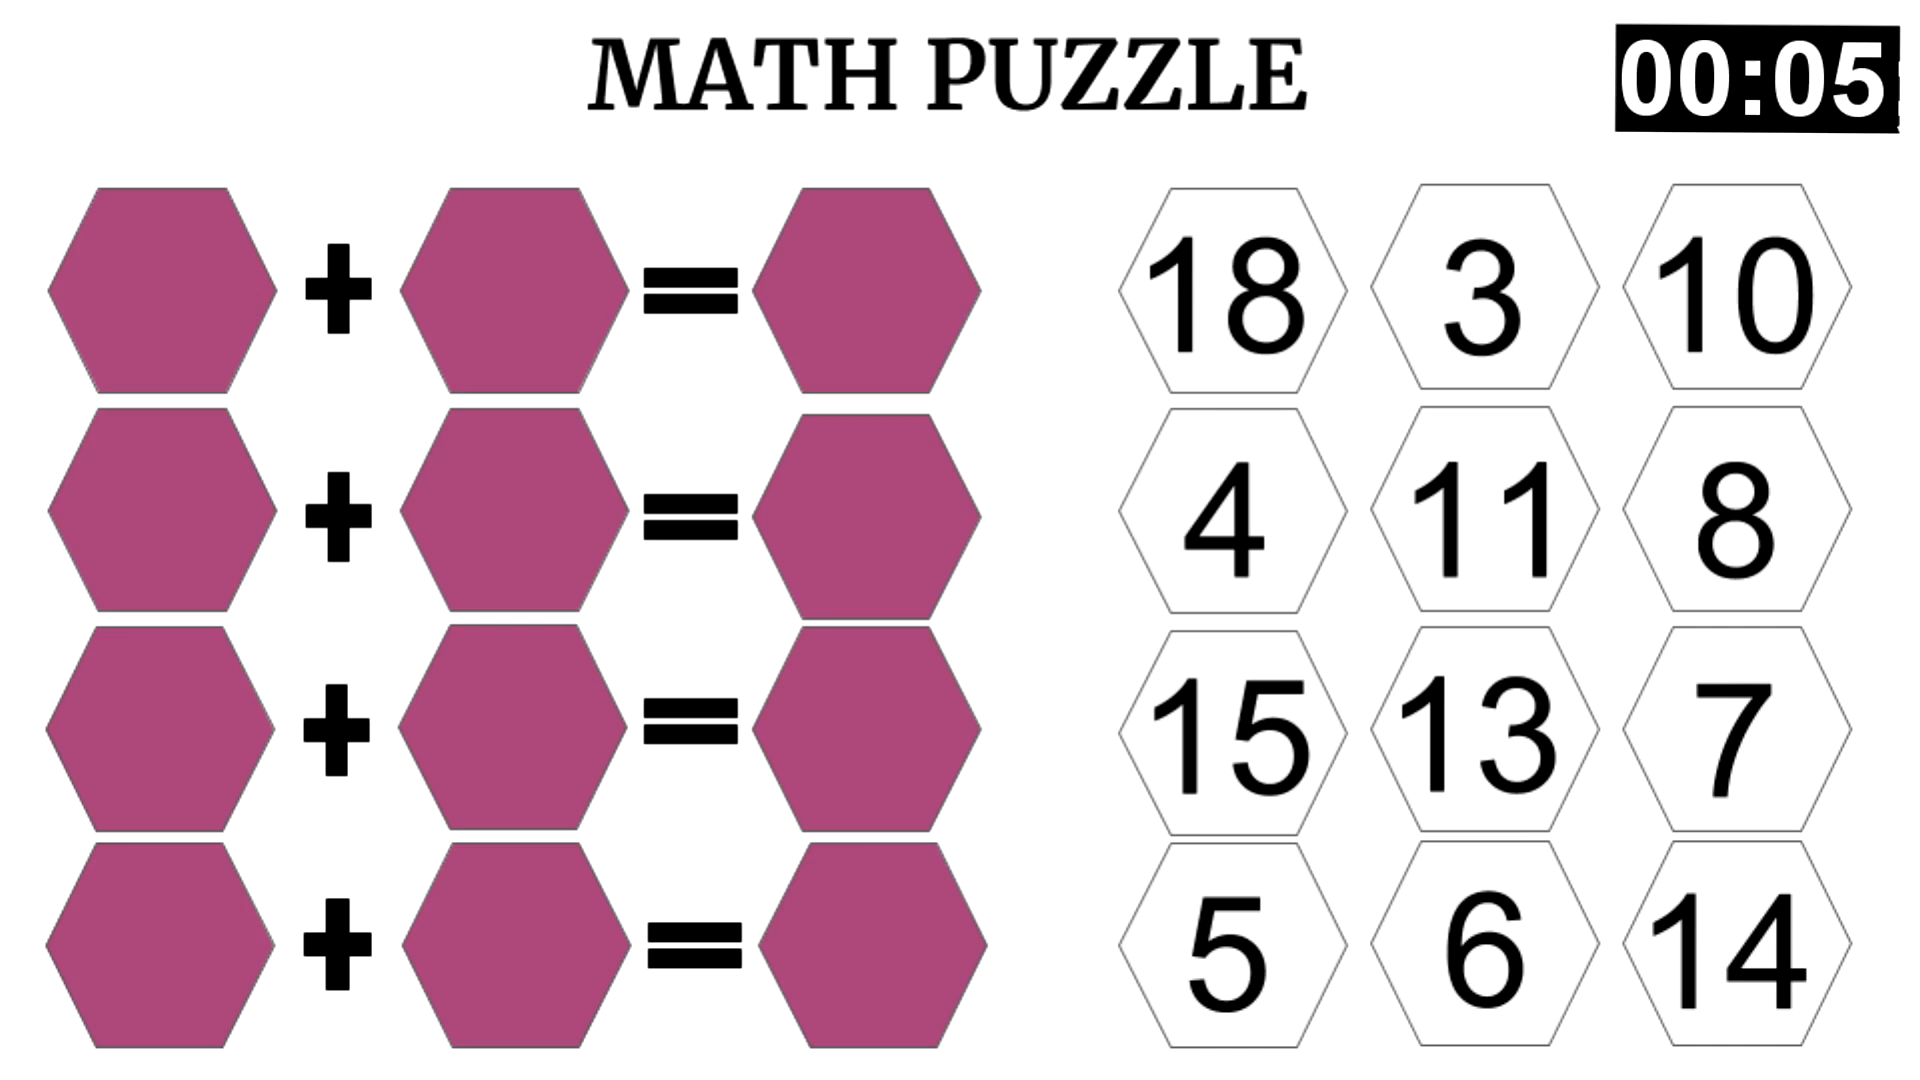 MATH PUZZLE
00:05
+ = 18 3 10
+ = 4 11 8
+ = 15 13 7
+ = 5 6 14